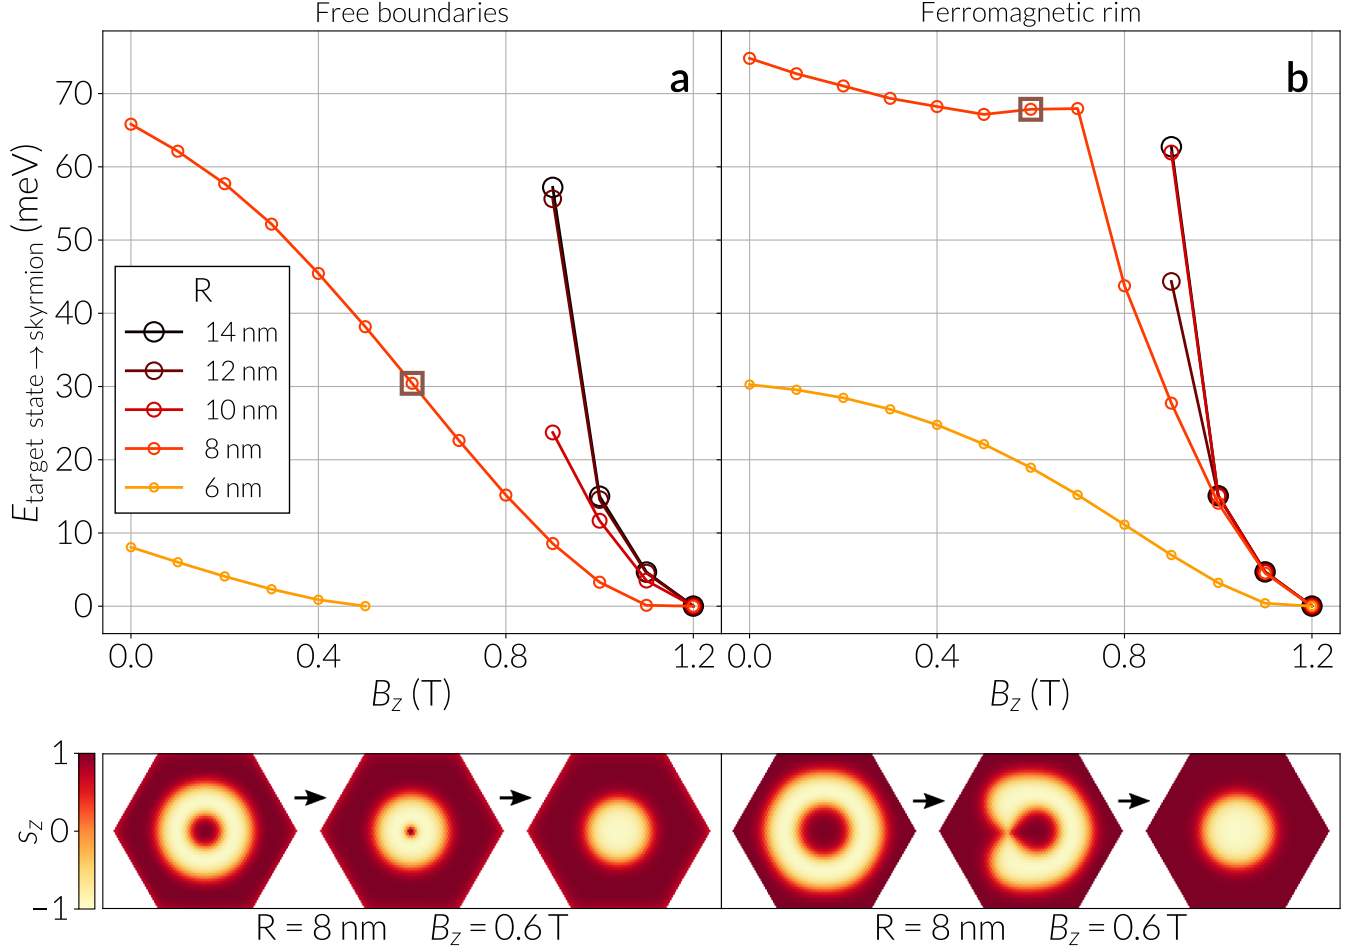 Free boundaries
Ferromagnetic rim
a
b
E target state → skyrmion (meV)
70
60
50
40
30
20
10
0
R
14 nm
12 nm
10 nm
8 nm
6 nm
0.0 0.4 0.8 1.2
0.0 0.4 0.8 1.2
B_z (T)
B_z (T)
s_z
1
0
−1
R = 8 nm B_z = 0.6 T
R = 8 nm B_z = 0.6 T